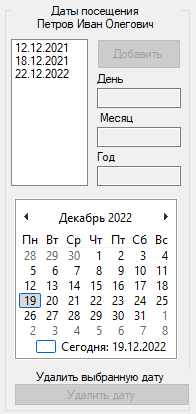 Даты посещения
Петров Иван Олегович
12.12.2021
18.12.2021
22.12.2022
Добавить
День
Месяц
Год
Декабрь 2022
Пн Вт Ср Чт Пт Сб Вс
28 29 30 1 2 3 4
5 6 7 8 9 10 11
12 13 14 15 16 17 18
19 20 21 22 23 24 25
26 27 28 29 30 31 1
2 3 4 5 6 7 8
Сегодня: 19.12.2022
Удалить выбранную дату
Удалить дату